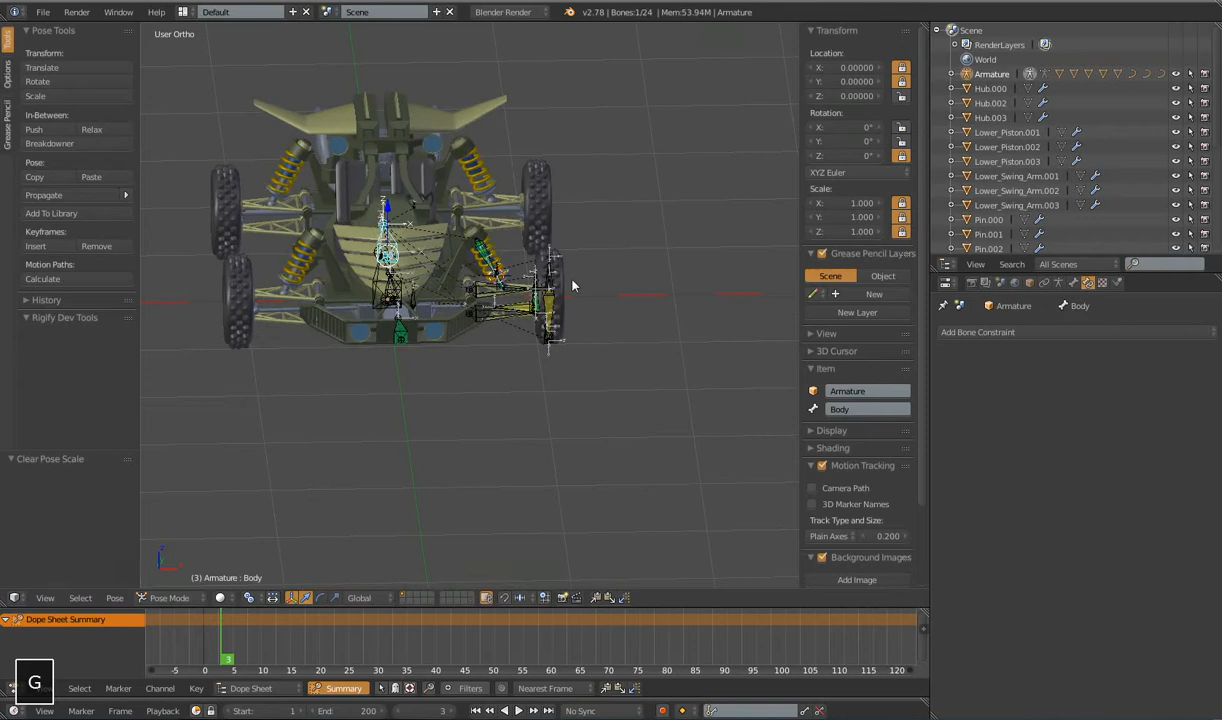 File Render Window Help Default Scene Blender Render v2.78 | Bones:1/24 | Mem:53.94M | Armature
Tools
Options
Grease Pencil
Pose Tools
Transform:
Translate
Rotate
Scale
In-Between:
Push Relax
Breakdowner
Pose:
Copy Paste
Propagate
Add To Library
Keyframes:
Insert Remove
Motion Paths:
Calculate
History
Rigify Dev Tools
Clear Pose Scale
User Ortho
(3) Armature : Body
Transform
Location:
X: 0.00000
Y: 0.00000
Z: 0.00000
Rotation:
X: 0°
Y: 0°
Z: 0°
XYZ Euler
Scale:
X: 1.000
Y: 1.000
Z: 1.000
Grease Pencil Layers
Scene Object
New
New Layer
View
3D Cursor
Item
Armature
Body
Display
Shading
Motion Tracking
Camera Path
3D Marker Names
Track Type and Size:
Plain Axes 0.200
Background Images
Add Image
Scene
RenderLayers
World
Armature
Hub.000
Hub.002
Hub.003
Lower_Piston.001
Lower_Piston.002
Lower_Piston.003
Lower_Swing_Arm.001
Lower_Swing_Arm.002
Lower_Swing_Arm.003
Pin.000
Pin.001
Pin.002
View Search All Scenes
Armature Body
Add Bone Constraint
View Select Pose Pose Mode Global
Dope Sheet Summary
3
-5 0 5 10 15 20 25 30 35 40 45 50 55 60 65 70 75 80 85 90 95 100 105 110 115 120
G
Select Marker Channel Key Dope Sheet Summary Filters Nearest Frame
View Marker Frame Playback Start: 1 End: 200 3 No Sync